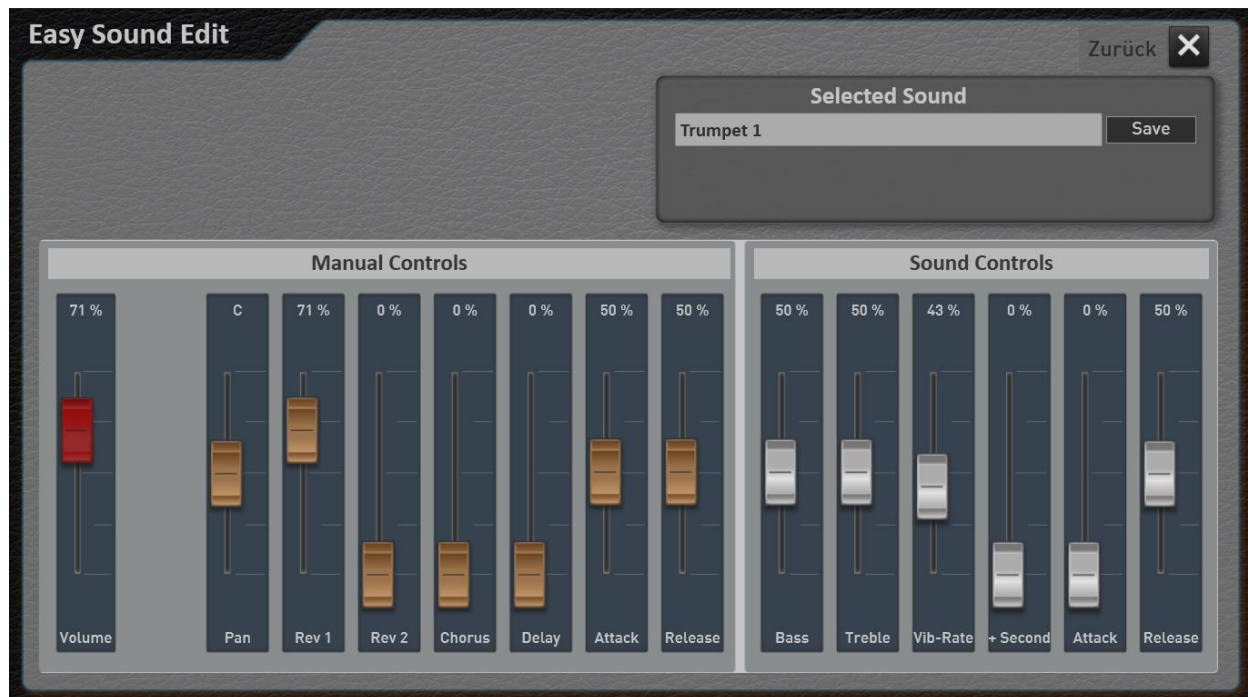 Easy Sound Edit
Zurück
Selected Sound
Trumpet 1
Save
Manual Controls
Sound Controls
71 % C 71 % 0 % 0 % 0 % 50 % 50 % 50 % 50 % 43 % 0 % 0 % 50 %
Volume Pan Rev 1 Rev 2 Chorus Delay Attack Release Bass Treble Vib-Rate + Second Attack Release